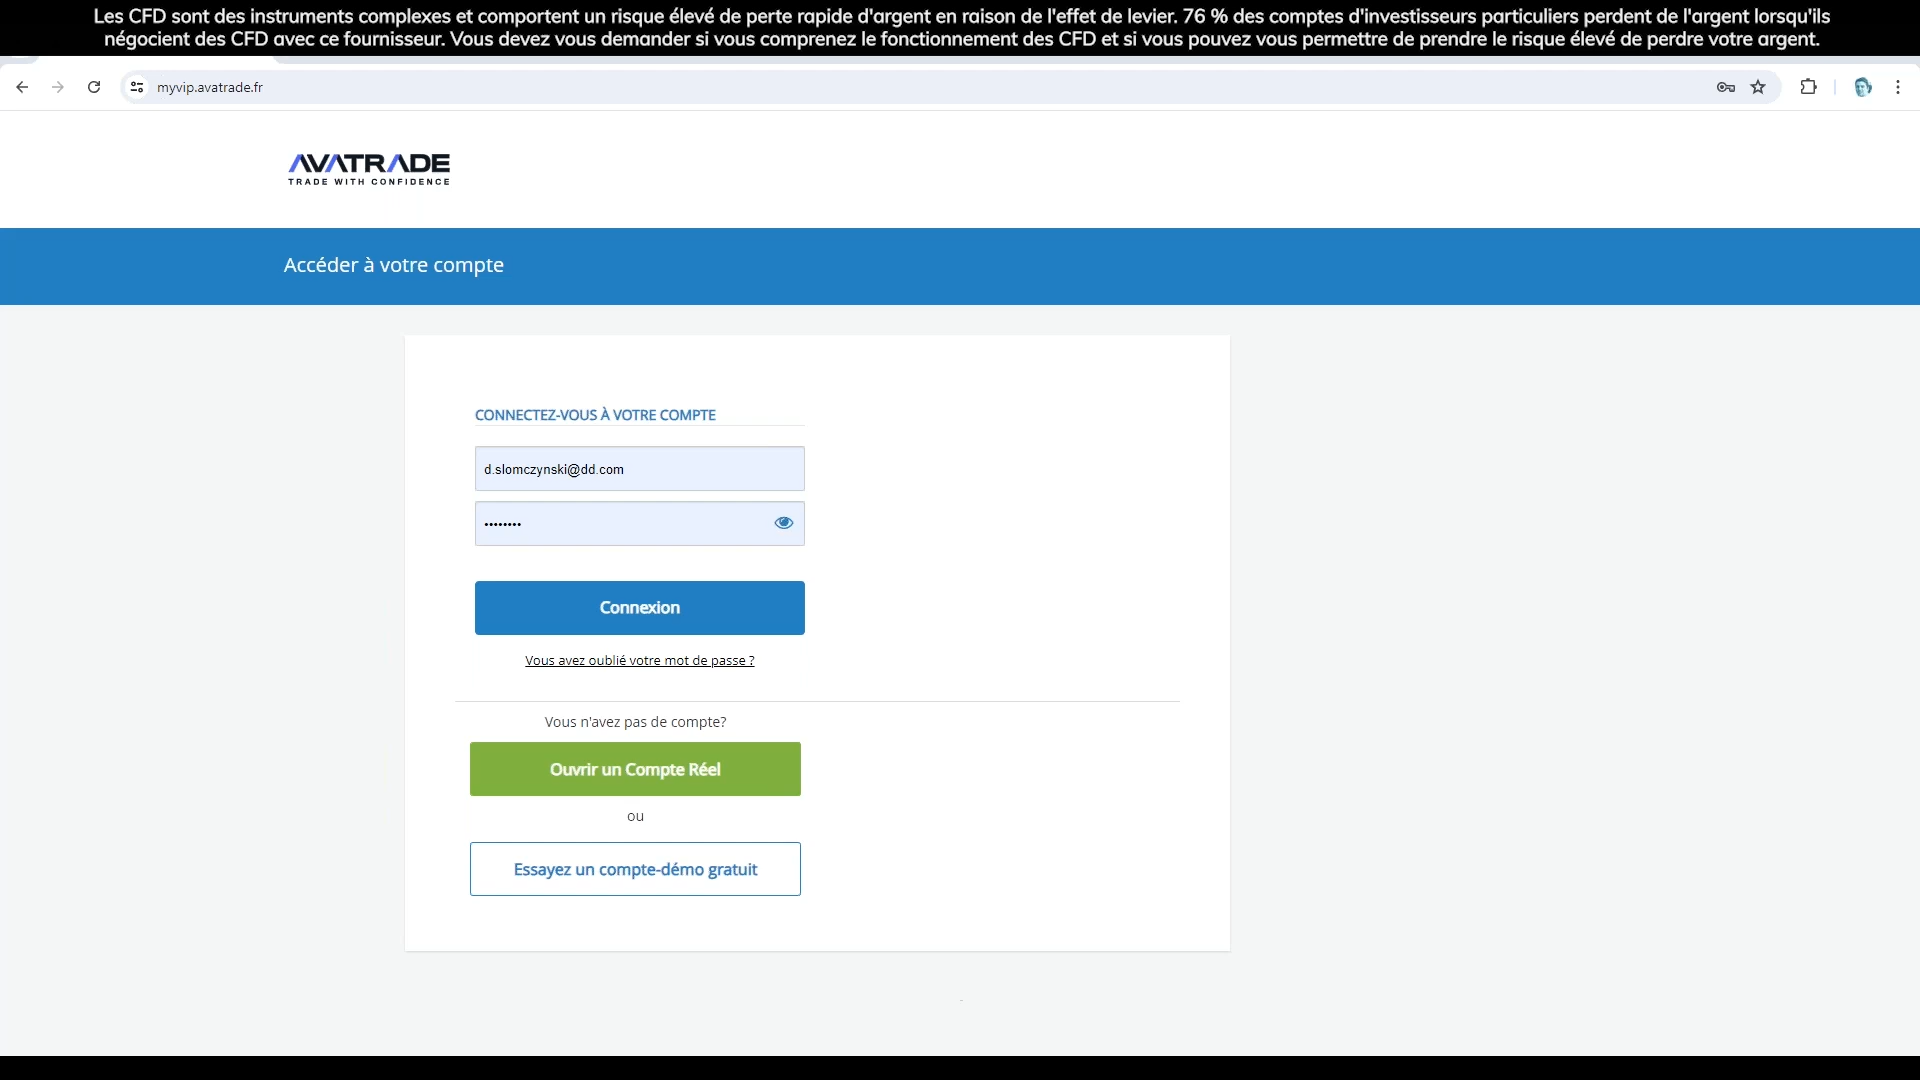 Les CFD sont des instruments complexes et comportent un risque élevé de perte rapide d'argent en raison de l'effet de levier. 76 % des comptes d'investisseurs particuliers perdent de l'argent lorsqu'ils
négocient des CFD avec ce fournisseur. Vous devez vous demander si vous comprenez le fonctionnement des CFD et si vous pouvez vous permettre de prendre le risque élevé de perdre votre argent.
myvip.avatrade.fr
AVATRADE
TRADE WITH CONFIDENCE
Accéder à votre compte
CONNECTEZ-VOUS À VOTRE COMPTE
d.slomczynski@dd.com
••••••••
Connexion
Vous avez oublié votre mot de passe ?
Vous n'avez pas de compte?
Ouvrir un Compte Réel
ou
Essayez un compte-démo gratuit